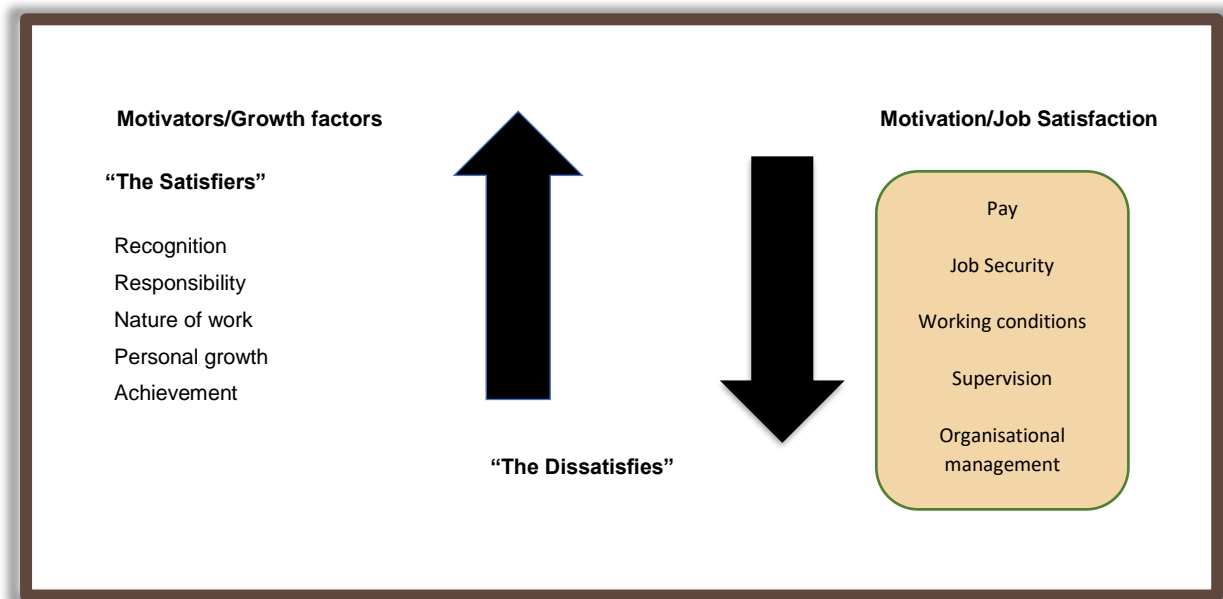 Motivators/Growth factors
“The Satisfiers”
Recognition
Responsibility
Nature of work
Personal growth
Achievement
“The Dissatisfies”
Motivation/Job Satisfaction
Pay
Job Security
Working conditions
Supervision
Organisational
management